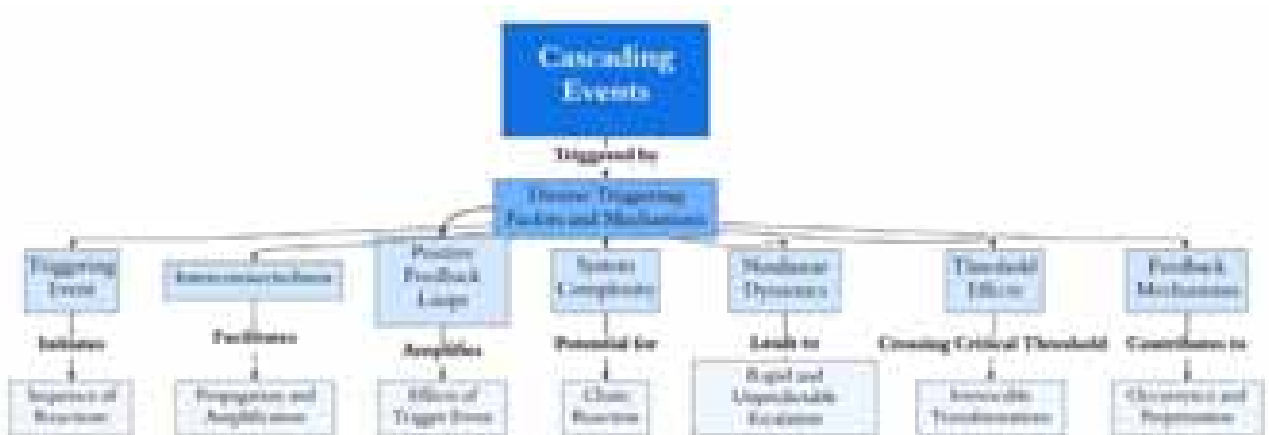 Cascading
Events
Triggered by
Diverse Triggering
Factors and Mechanisms
Triggering
Event
Interconnectedness
Positive
Feedback
Loops
System
Complexity
Nonlinear
Dynamics
Threshold
Effects
Feedback
Mechanisms
Initiates
Facilitates
Amplifies
Potential for
Leads to
Crossing Critical Threshold
Contributes to
Sequence of
Reactions
Propagation and
Amplification
Effects of
Trigger Event
Chain
Reaction
Rapid and
Unpredictable
Escalation
Irrevocable
Transformations
Occurrence and